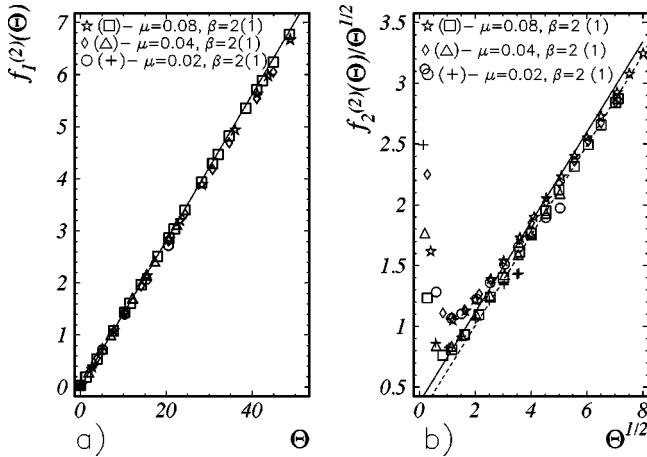 f₁⁽²⁾(Θ)
☆ (□)– μ=0.08, β=2(1)
◇ (△)– μ=0.04, β=2(1)
○ (+)– μ=0.02, β=2(1)
7
6
5
4
3
2
1
0
0 20 40
a) Θ
f₂⁽²⁾(Θ)/Θ^{1/2}
☆ (□)– μ=0.08, β=2 (1)
◇ (△)– μ=0.04, β=2 (1)
○ (+)– μ=0.02, β=2 (1)
3.5
3
2.5
2
1.5
1
0.5
0 2 4 6 8
b) Θ^{1/2}